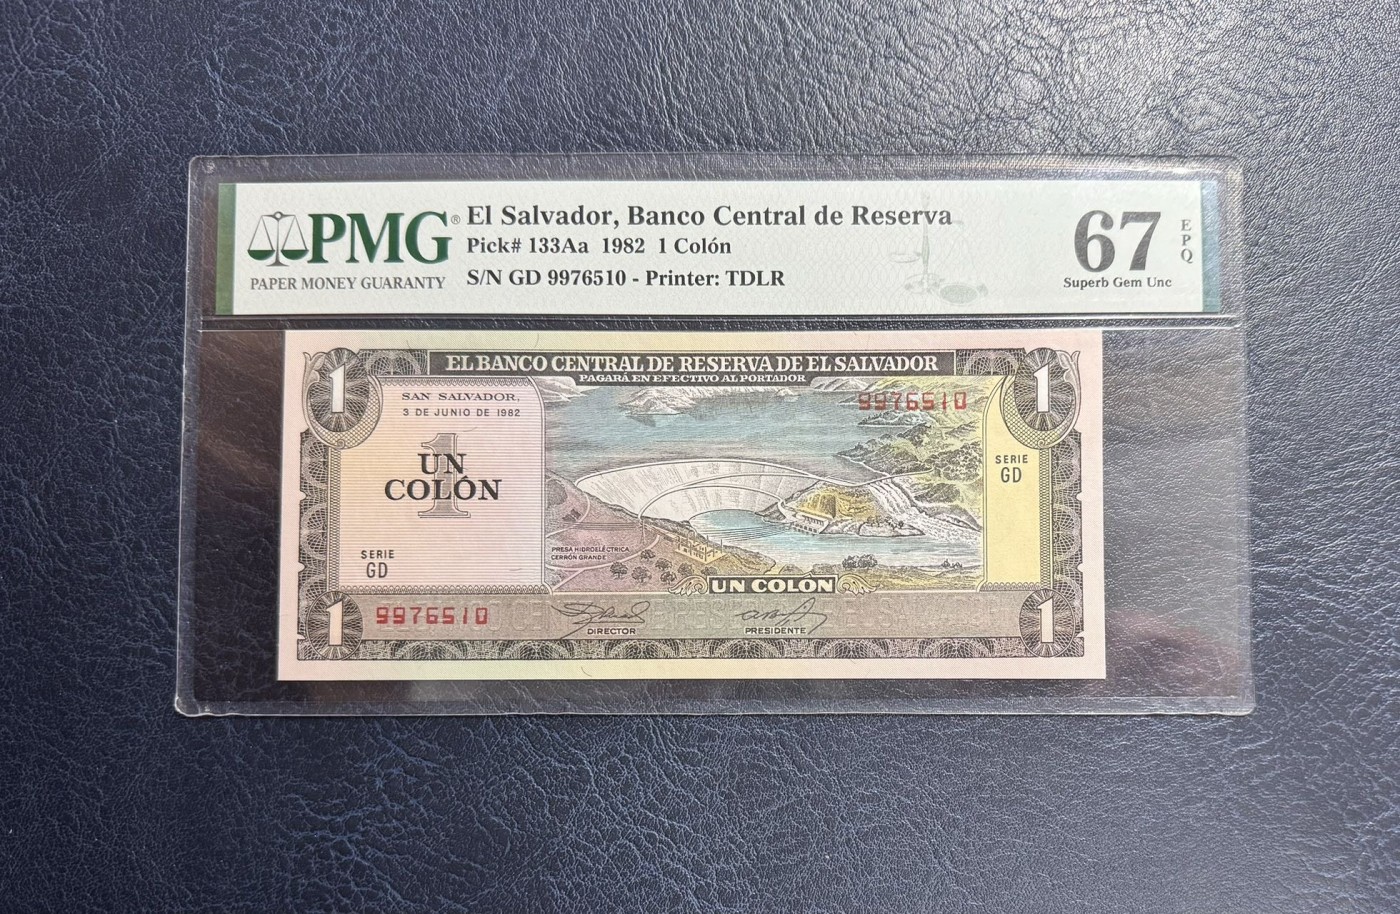 PMG®
PAPER MONEY GUARANTY
El Salvador, Banco Central de Reserva
Pick# 133Aa 1982 1 Colón
S/N GD 9976510 - Printer: TDLR
67
Superb Gem Unc
EPQ
EL BANCO CENTRAL DE RESERVA DE EL SALVADOR
PAGARÁ EN EFECTIVO AL PORTADOR
1
1
SAN SALVADOR,
3 DE JUNIO DE 1982
9976510
1
UN
COLÓN
SERIE
GD
SERIE
GD
PRESA HIDROELÉCTRICA
CERRÓN GRANDE
UN COLÓN
1
9976510
DIRECTOR
PRESIDENTE
1